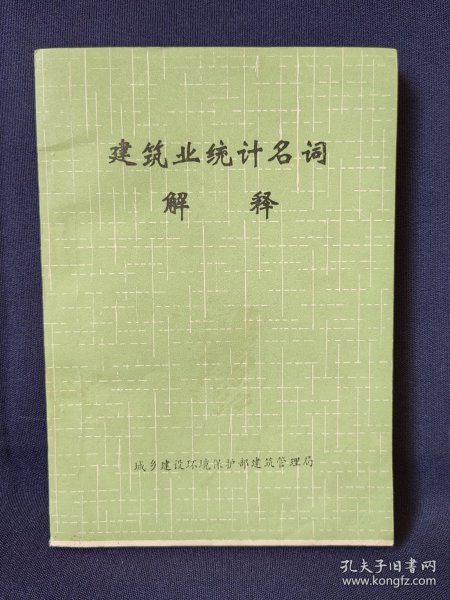 建筑业统计名词
解 释
城乡建设环境保护部建筑管理局
孔夫子旧书网
www.kongfz.com